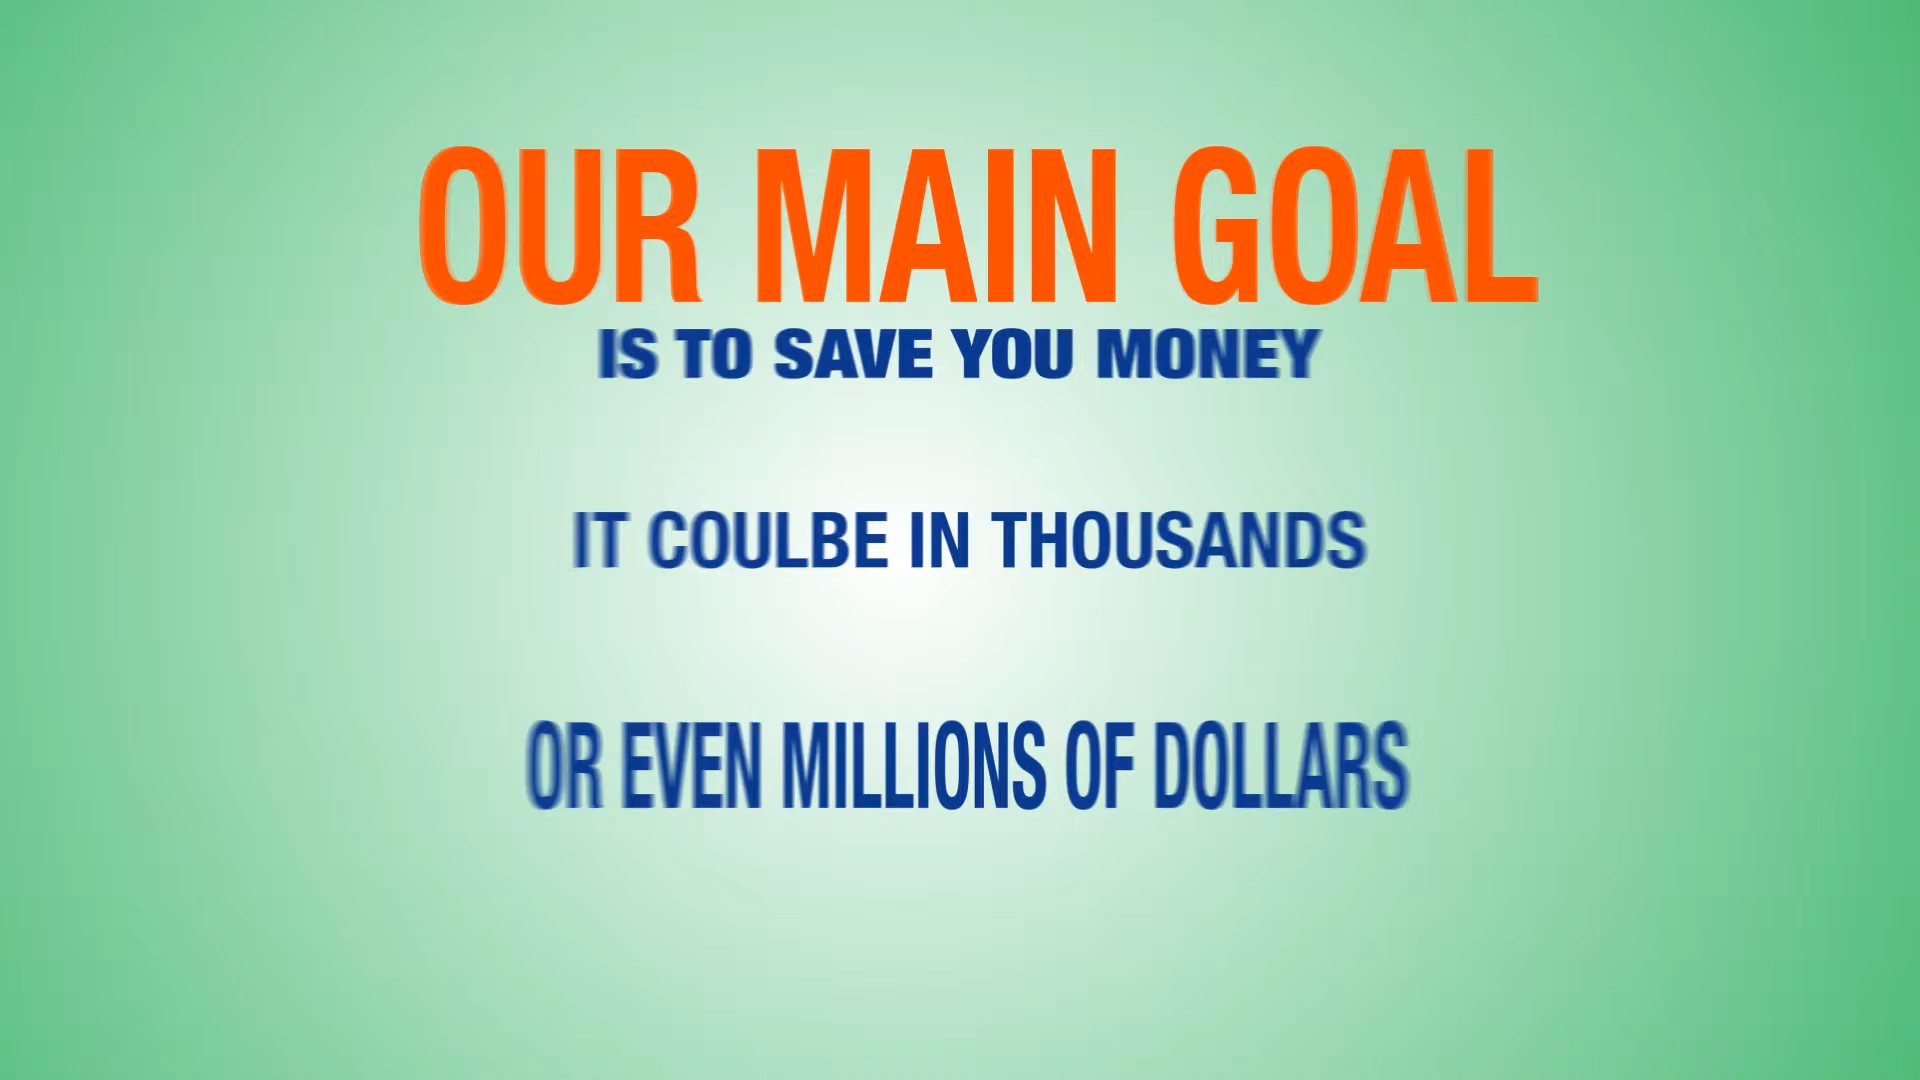 OUR MAIN GOAL
IS TO SAVE YOU MONEY
IT COULBE IN THOUSANDS
OR EVEN MILLIONS OF DOLLARS